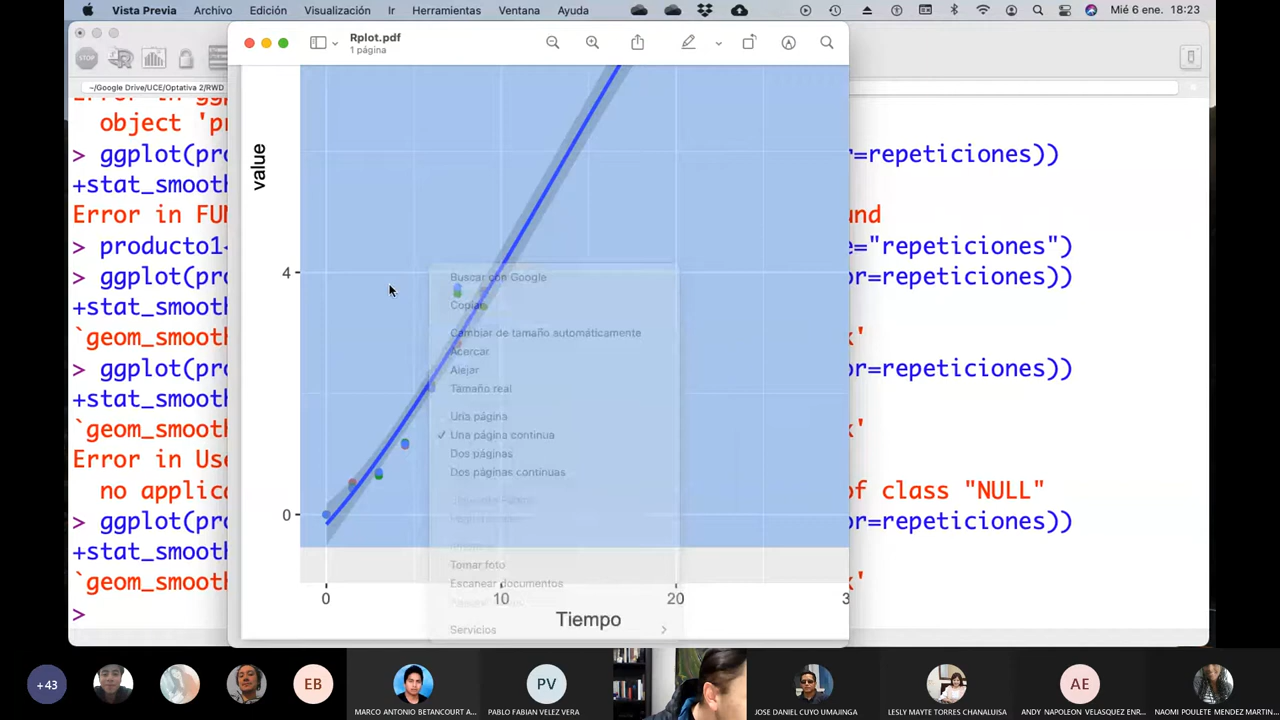 Vista Previa Archivo Edición Visualización Ir Herramientas Ventana Ayuda Mié 6 ene. 18:23
Rplot.pdf
1 página
STOP
~/Google Drive/UCE/Optativa 2/RWD
Error in ggp
object 'pr
> ggplot(pro r=repeticiones))
+stat_smooth
Error in FUN und
> producto1< e="repeticiones")
> ggplot(pro or=repeticiones))
+stat_smooth
`geom_smooth x'
> ggplot(pro or=repeticiones))
+stat_smooth
`geom_smooth x'
Error in Use
no applica of class "NULL"
> ggplot(pro or=repeticiones))
+stat_smooth
`geom_smooth x'
>
value
4
0
0 10 20 3
Tiempo
Buscar con Google
Copiar
Cambiar de tamaño automáticamente
Acercar
Alejar
Tamaño real
Una página
✓ Una página continua
Dos páginas
Dos páginas continuas
Tomar foto
Escanear documentos
Servicios
+43
EB
MARCO ANTONIO BETANCOURT A...
PV
PABLO FABIAN VELEZ VERA
JOSE DANIEL CUYO UMAJINGA
LESLY MAYTE TORRES CHANALUISA
AE
ANDY NAPOLEON VELASQUEZ ENR...
NAOMI POULETE MENDEZ MARTIN...